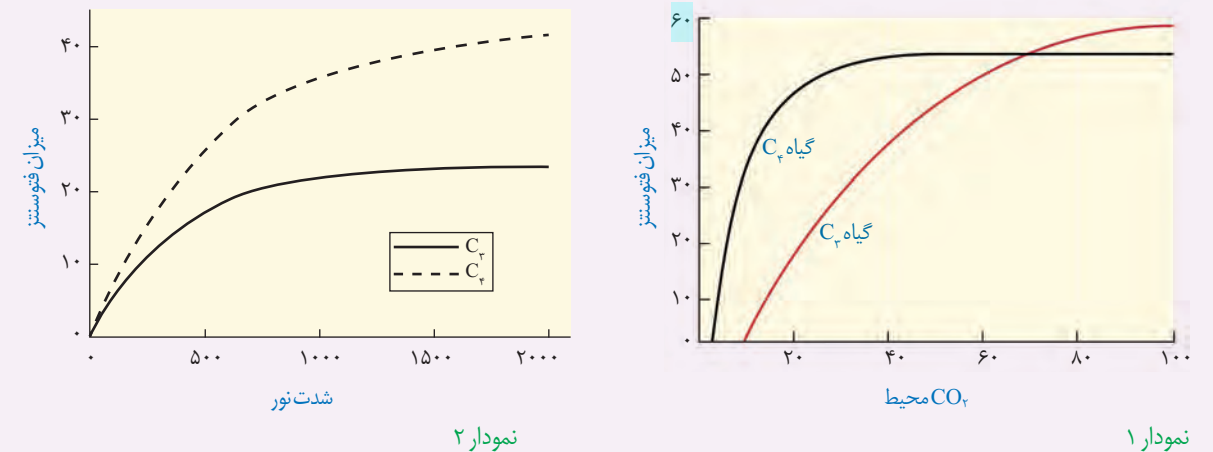 ۶۰
۵۰
۴۰
۳۰
۲۰
۱۰
۰
میزان فتوسنتز
گیاه C۴
گیاه C۳
۲۰ ۴۰ ۶۰ ۸۰ ۱۰۰
CO۲ محیط
نمودار ۱
۴۰
۳۰
۲۰
۱۰
۰
میزان فتوسنتز
C۳
C۴
۰ ۵۰۰ ۱۰۰۰ ۱۵۰۰ ۲۰۰۰
شدت نور
نمودار ۲